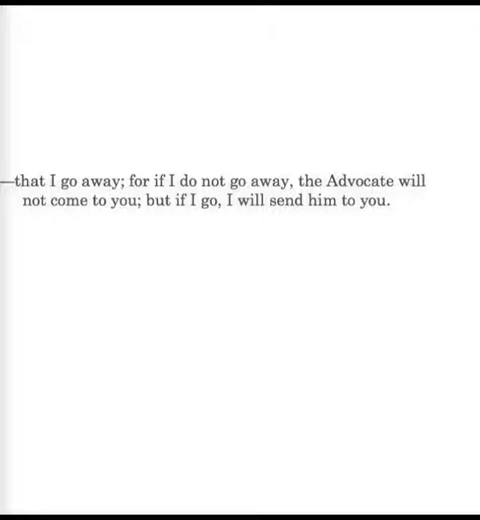 —that I go away; for if I do not go away, the Advocate will
not come to you; but if I go, I will send him to you.